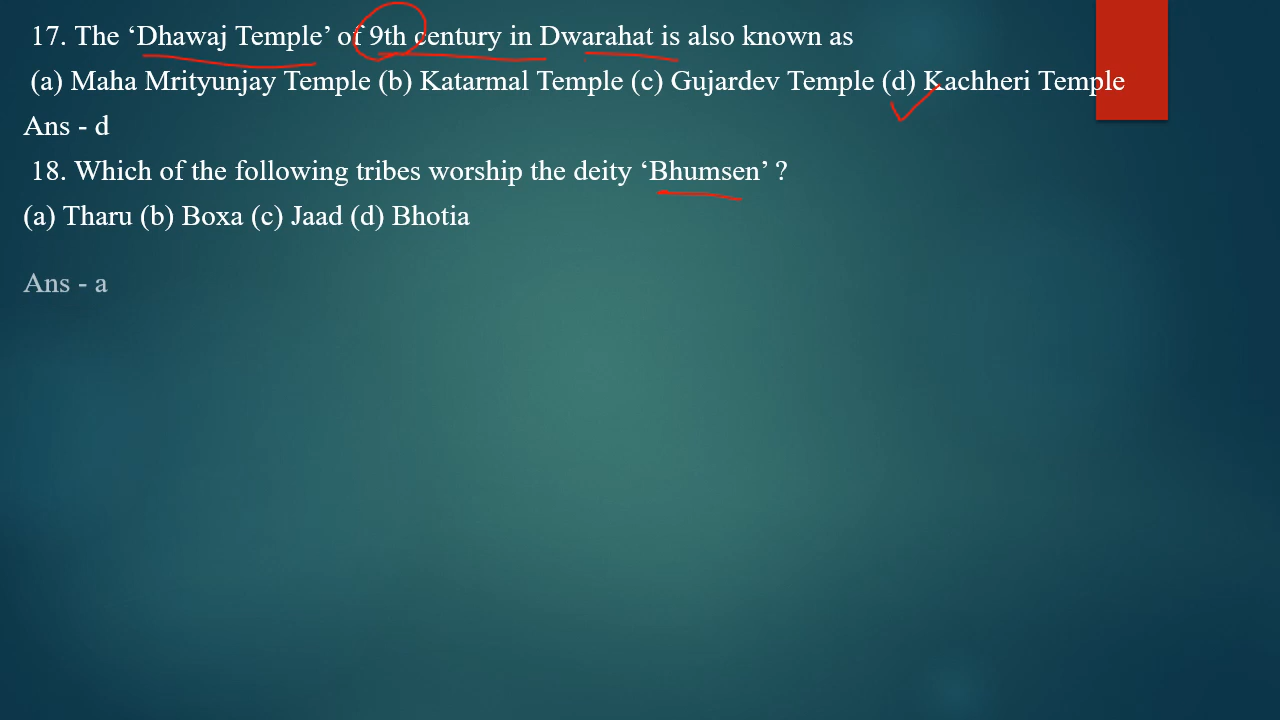 17. The ‘Dhawaj Temple’ of 9th century in Dwarahat is also known as
(a) Maha Mrityunjay Temple (b) Katarmal Temple (c) Gujardev Temple (d) Kachheri Temple
Ans - d
18. Which of the following tribes worship the deity ‘Bhumsen’ ?
(a) Tharu (b) Boxa (c) Jaad (d) Bhotia
Ans - a